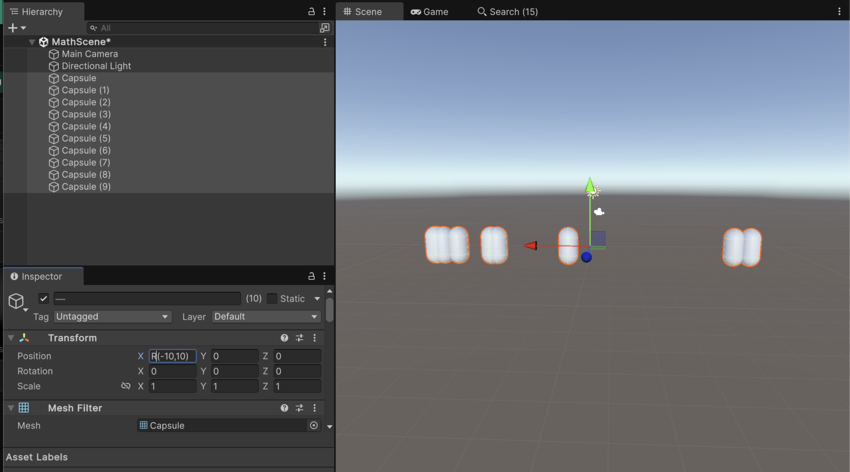 Hierarchy
Scene
Game
Search (15)
All
MathScene*
Main Camera
Directional Light
Capsule
Capsule (1)
Capsule (2)
Capsule (3)
Capsule (4)
Capsule (5)
Capsule (6)
Capsule (7)
Capsule (8)
Capsule (9)
Inspector
— (10) Static
Tag Untagged Layer Default
Transform
Position X R(-10,10) Y 0 Z 0
Rotation X 0 Y 0 Z 0
Scale X 1 Y 1 Z 1
Mesh Filter
Mesh Capsule
Asset Labels